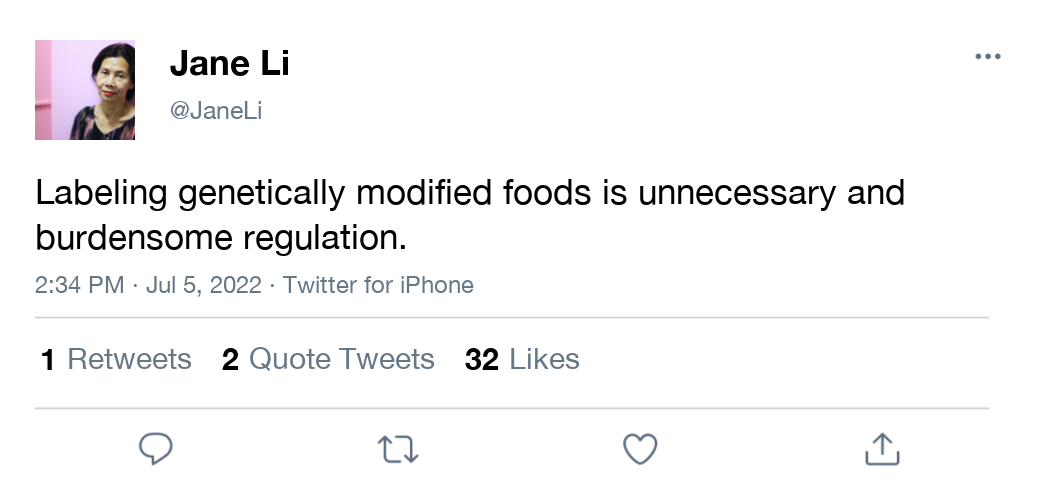 Jane Li
@JaneLi
Labeling genetically modified foods is unnecessary and
burdensome regulation.
2:34 PM · Jul 5, 2022 · Twitter for iPhone
1 Retweets 2 Quote Tweets 32 Likes